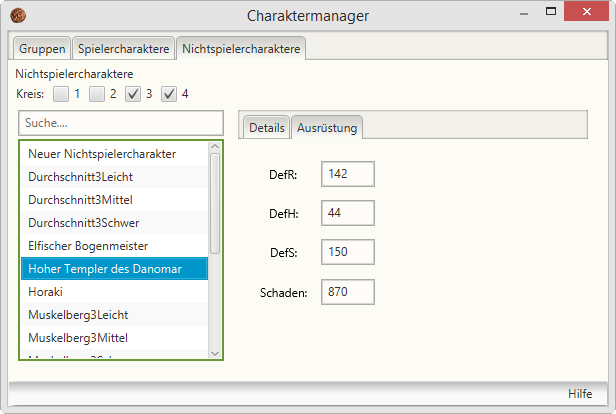 Charaktermanager
Gruppen Spielercharaktere Nichtspielercharaktere
Nichtspielercharaktere
Kreis: 1 2 3 4
Suche....
Neuer Nichtspielercharakter
Durchschnitt3Leicht
Durchschnitt3Mittel
Durchschnitt3Schwer
Elfischer Bogenmeister
Hoher Templer des Danomar
Horaki
Muskelberg3Leicht
Muskelberg3Mittel
Details Ausrüstung
DefR: 142
DefH: 44
DefS: 150
Schaden: 870
Hilfe